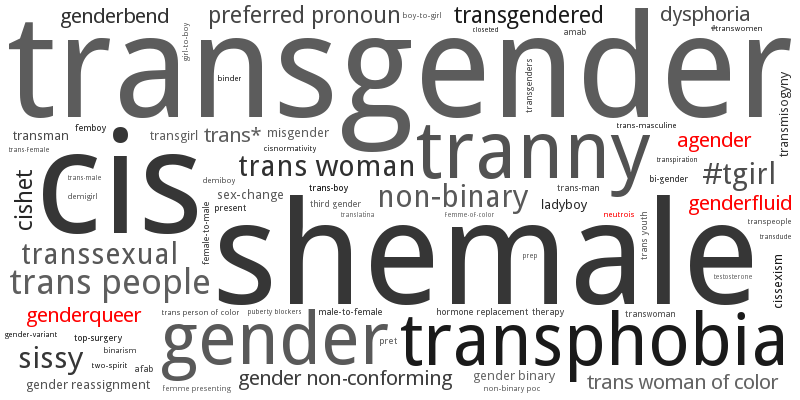 genderbend
preferred pronoun
boy-to-girl
transgendered
dysphoria
#transwomen
closeted
amab
girl-to-boy
transgender
binder
transgenders
transmisogyny
transman
femboy
transgirl
trans*
misgender
trans-masculine
tranny
agender
trans-Female
cisnormativity
cis
trans woman
transpiration
#tgirl
trans-male
demiboy
bi-gender
cishet
demigirl
sex-change
trans-boy
non-binary
trans-man
present
third gender
ladyboy
genderfluid
translatina
Femme-of-color
neutrois
transpeople
female-to-male
shemale
trans youth
transdude
transsexual
prep
cissexism
trans people
testosterone
genderqueer
trans person of color
puberty blockers
male-to-female
hormone replacement therapy
transwoman
gender-variant
top-surgery
gender
pret
transphobia
sissy
binarism
two-spirit
afab
gender reassignment
femme presenting
gender non-conforming
gender binary
non-binary poc
trans woman of color